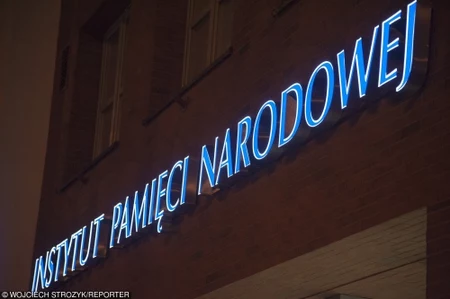 INSTYTUT PAMIĘCI NARODOWEJ
© WOJCIECH STROZYK/REPORTER